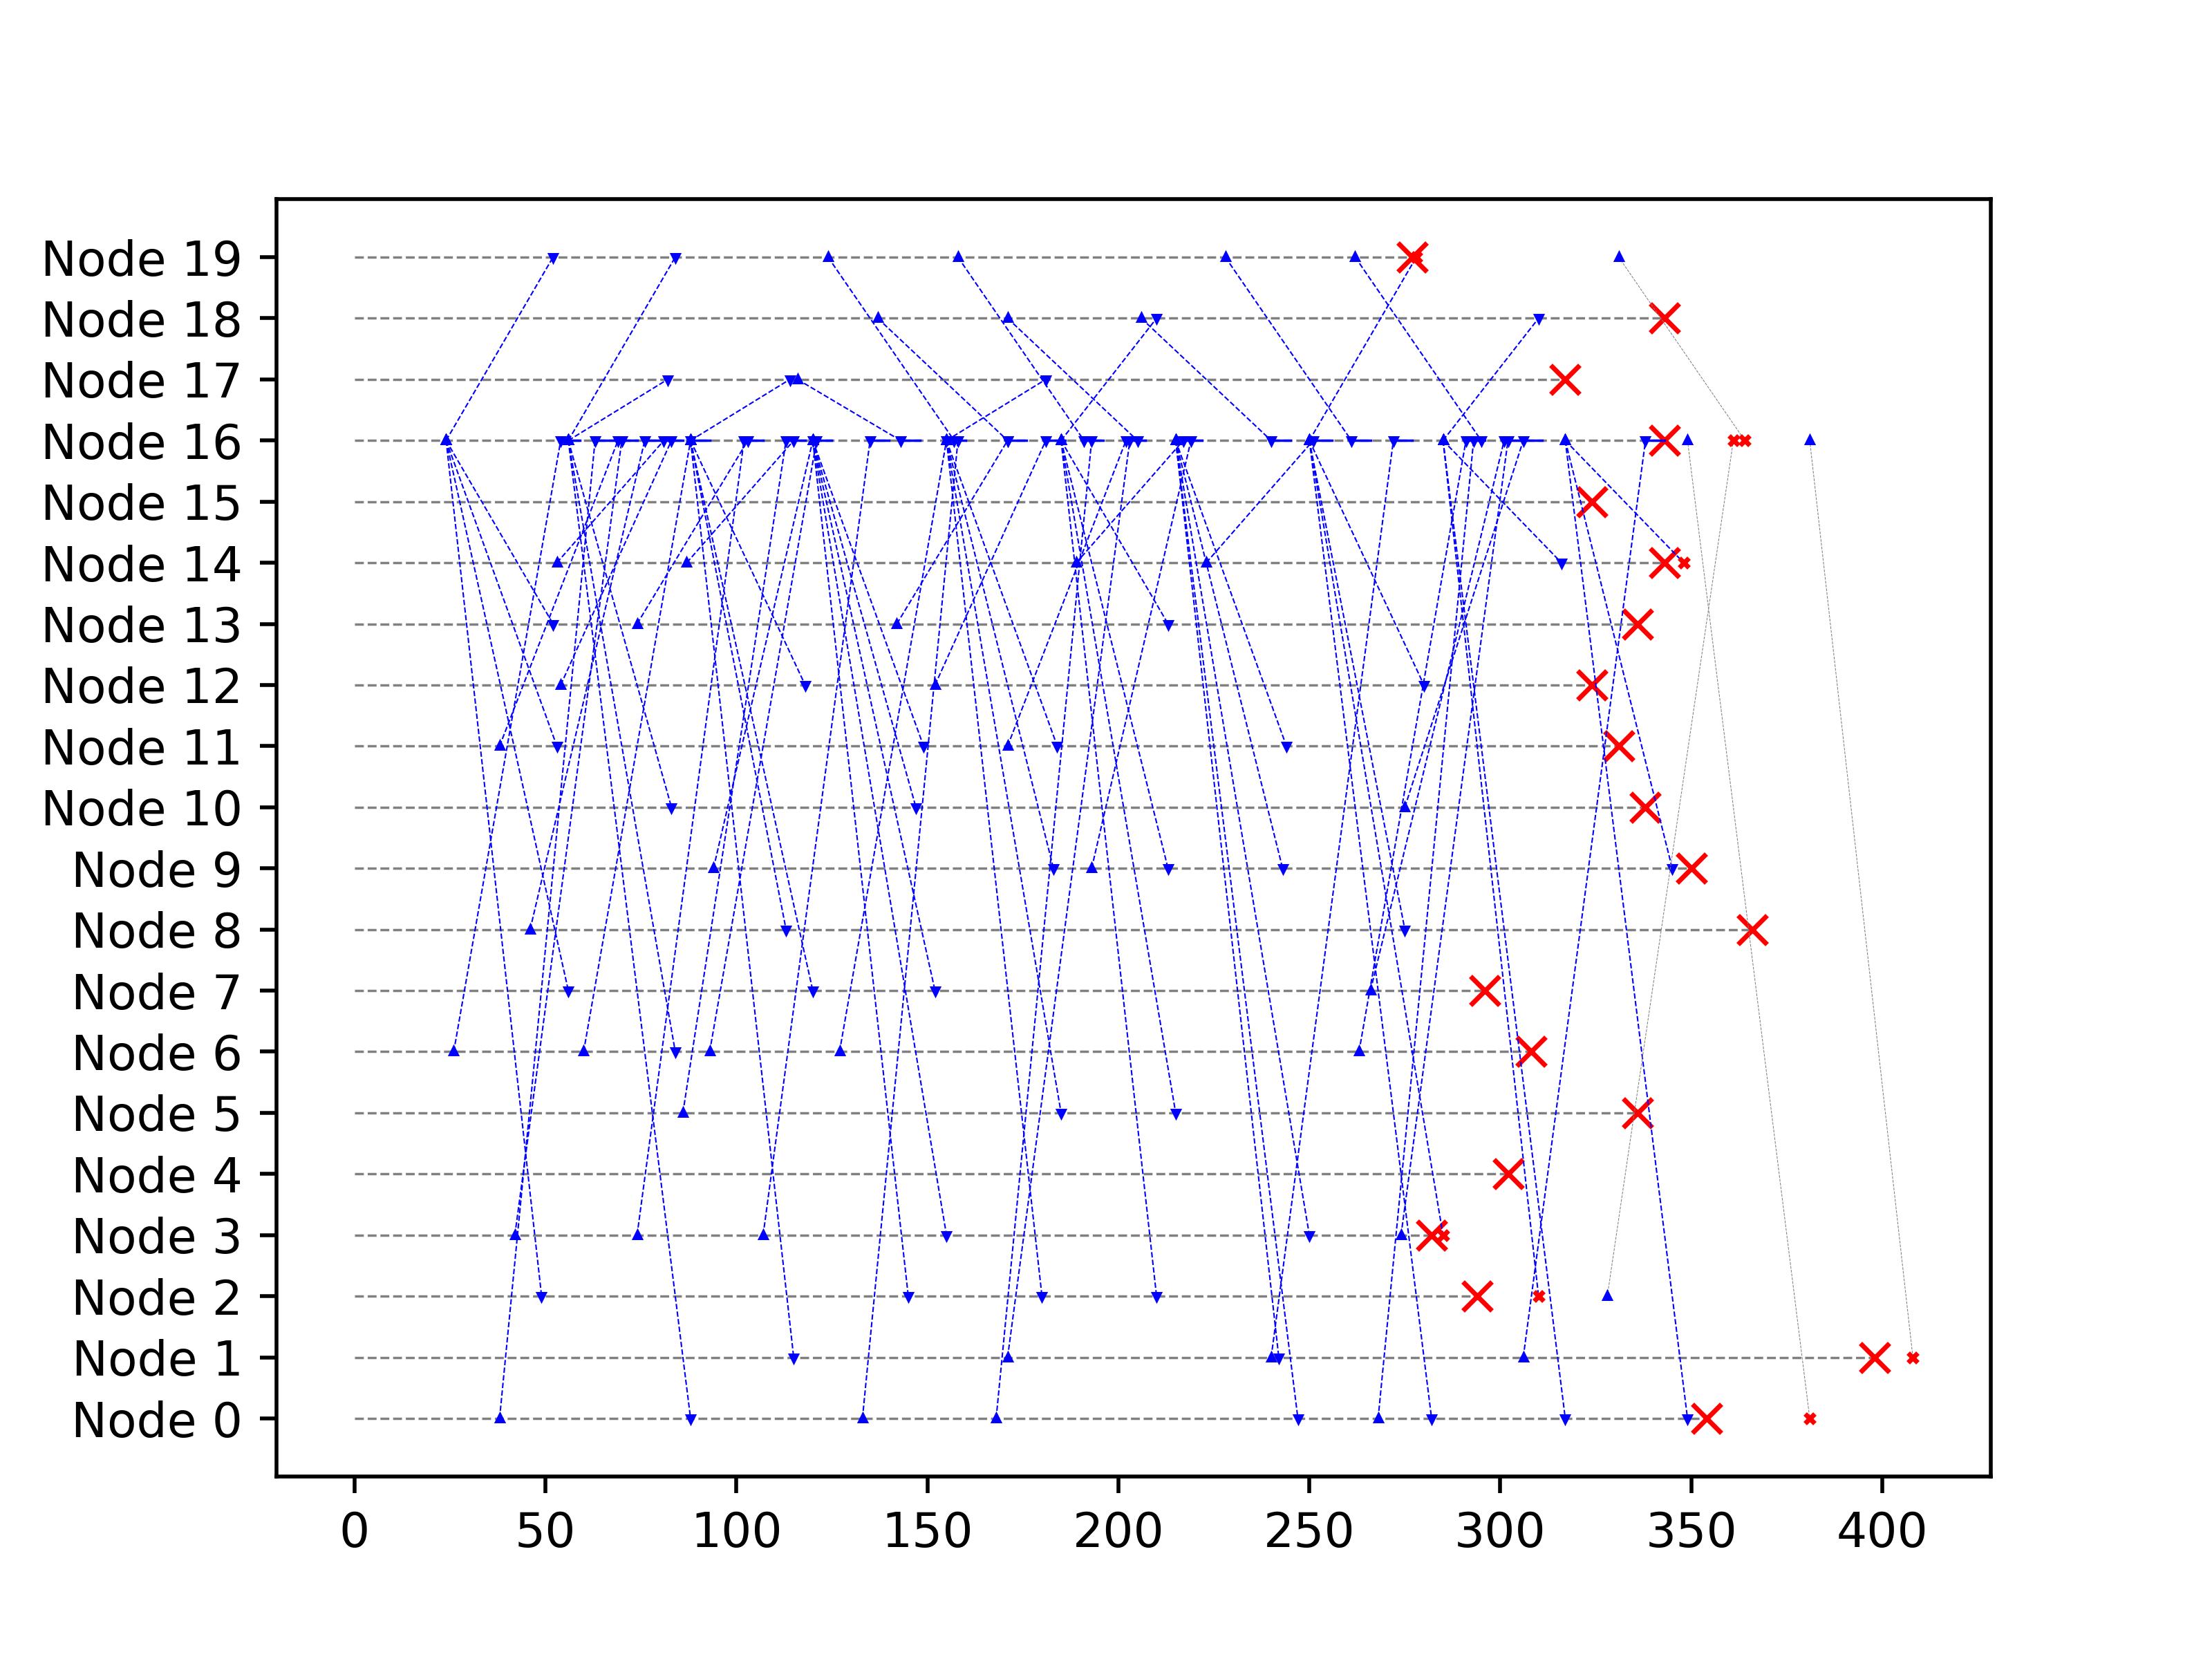 Node 19
Node 18
Node 17
Node 16
Node 15
Node 14
Node 13
Node 12
Node 11
Node 10
Node 9
Node 8
Node 7
Node 6
Node 5
Node 4
Node 3
Node 2
Node 1
Node 0
0 50 100 150 200 250 300 350 400